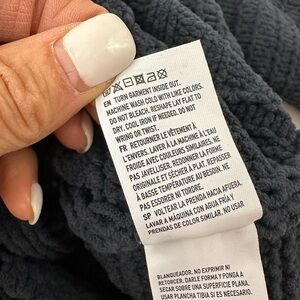 EN TURN GARMENT INSIDE OUT.
MACHINE WASH COLD WITH LIKE COLORS.
DO NOT BLEACH. RESHAPE LAY FLAT TO
DRY. COOL IRON IF NEEDED. DO NOT
WRING OR TWIST.
FR RETOURNER LE VÊTEMENT À
L'ENVERS. LAVER À LA MACHINE À L'EAU
FROIDE AVEC COULEURS SIMILAIRES. NE
PAS JAVELLISER. REDONNER LA FORME
ORIGINALE ET SÉCHER À PLAT. REPASSER
À BASSE TEMPÉRATURE AU BESOIN. NE
PAS ESSORER NI TORDRE.
SP VOLTEAR LA PRENDA HACIA AFUERA.
LAVAR A MÁQUINA CON AGUA FRÍA Y
PRENDAS DE COLOR SIMILAR. NO USAR
BLANQUEADOR, NO EXPRIMIR NI
RETORCER. DARLE FORMA Y PONDA A
SECAR SOBRE UNA SUPERFICIE PLANA.
USAR PLANCHA TIBIA SI ES NECESARIO.